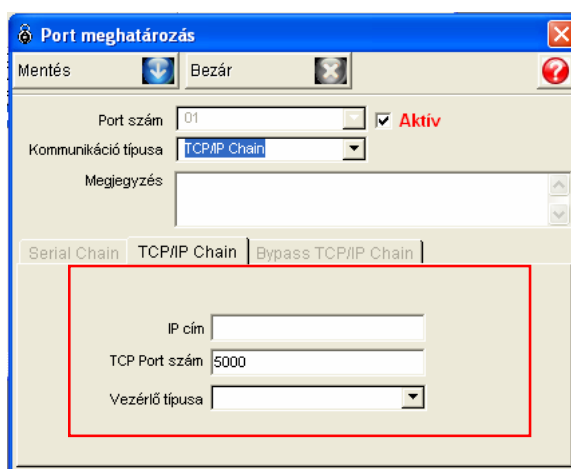 Port meghatározás
Mentés Bezár ?
Port szám 01 Aktív
Kommunikáció típusa TCP/IP Chain
Megjegyzés
Serial Chain TCP/IP Chain Bypass TCP/IP Chain
IP cím
TCP Port szám 5000
Vezérlő típusa